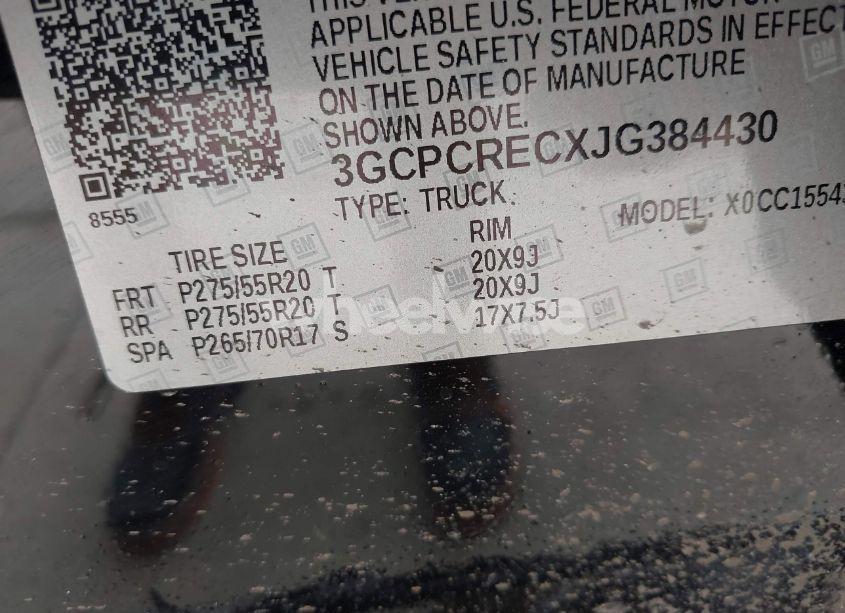 APPLICABLE U.S. FEDERAL MOTOR
VEHICLE SAFETY STANDARDS IN EFFECT
ON THE DATE OF MANUFACTURE
SHOWN ABOVE.
3GCPCRECXJG384430
8555
TYPE: TRUCK
MODEL: X0CC1554
TIRE SIZE RIM
FRT P275/55R20 T 20X9J
RR P275/55R20 T 20X9J
SPA P265/70R17 S 17X7.5J
GM